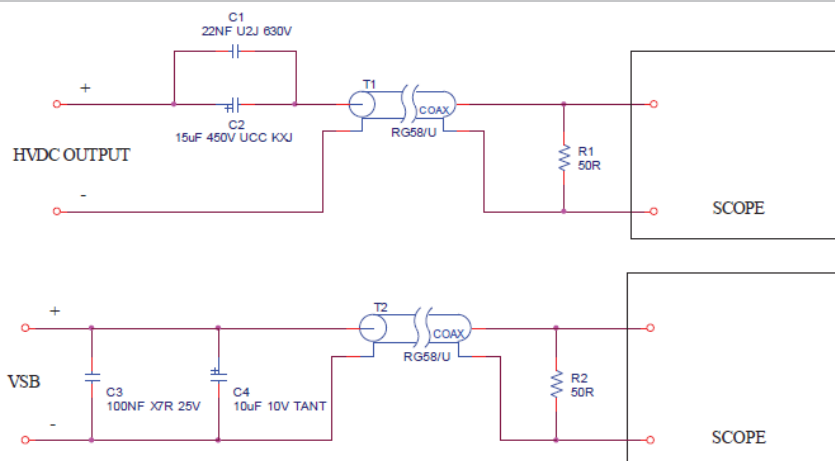 C1
22NF U2J 630V
+
C2
15uF 450V UCC KXJ
HVDC OUTPUT
-
T1
COAX
RG58/U
R1
50R
SCOPE
+
VSB
-
C3
100NF X7R 25V
+
C4
10uF 10V TANT
T2
COAX
RG58/U
R2
50R
SCOPE